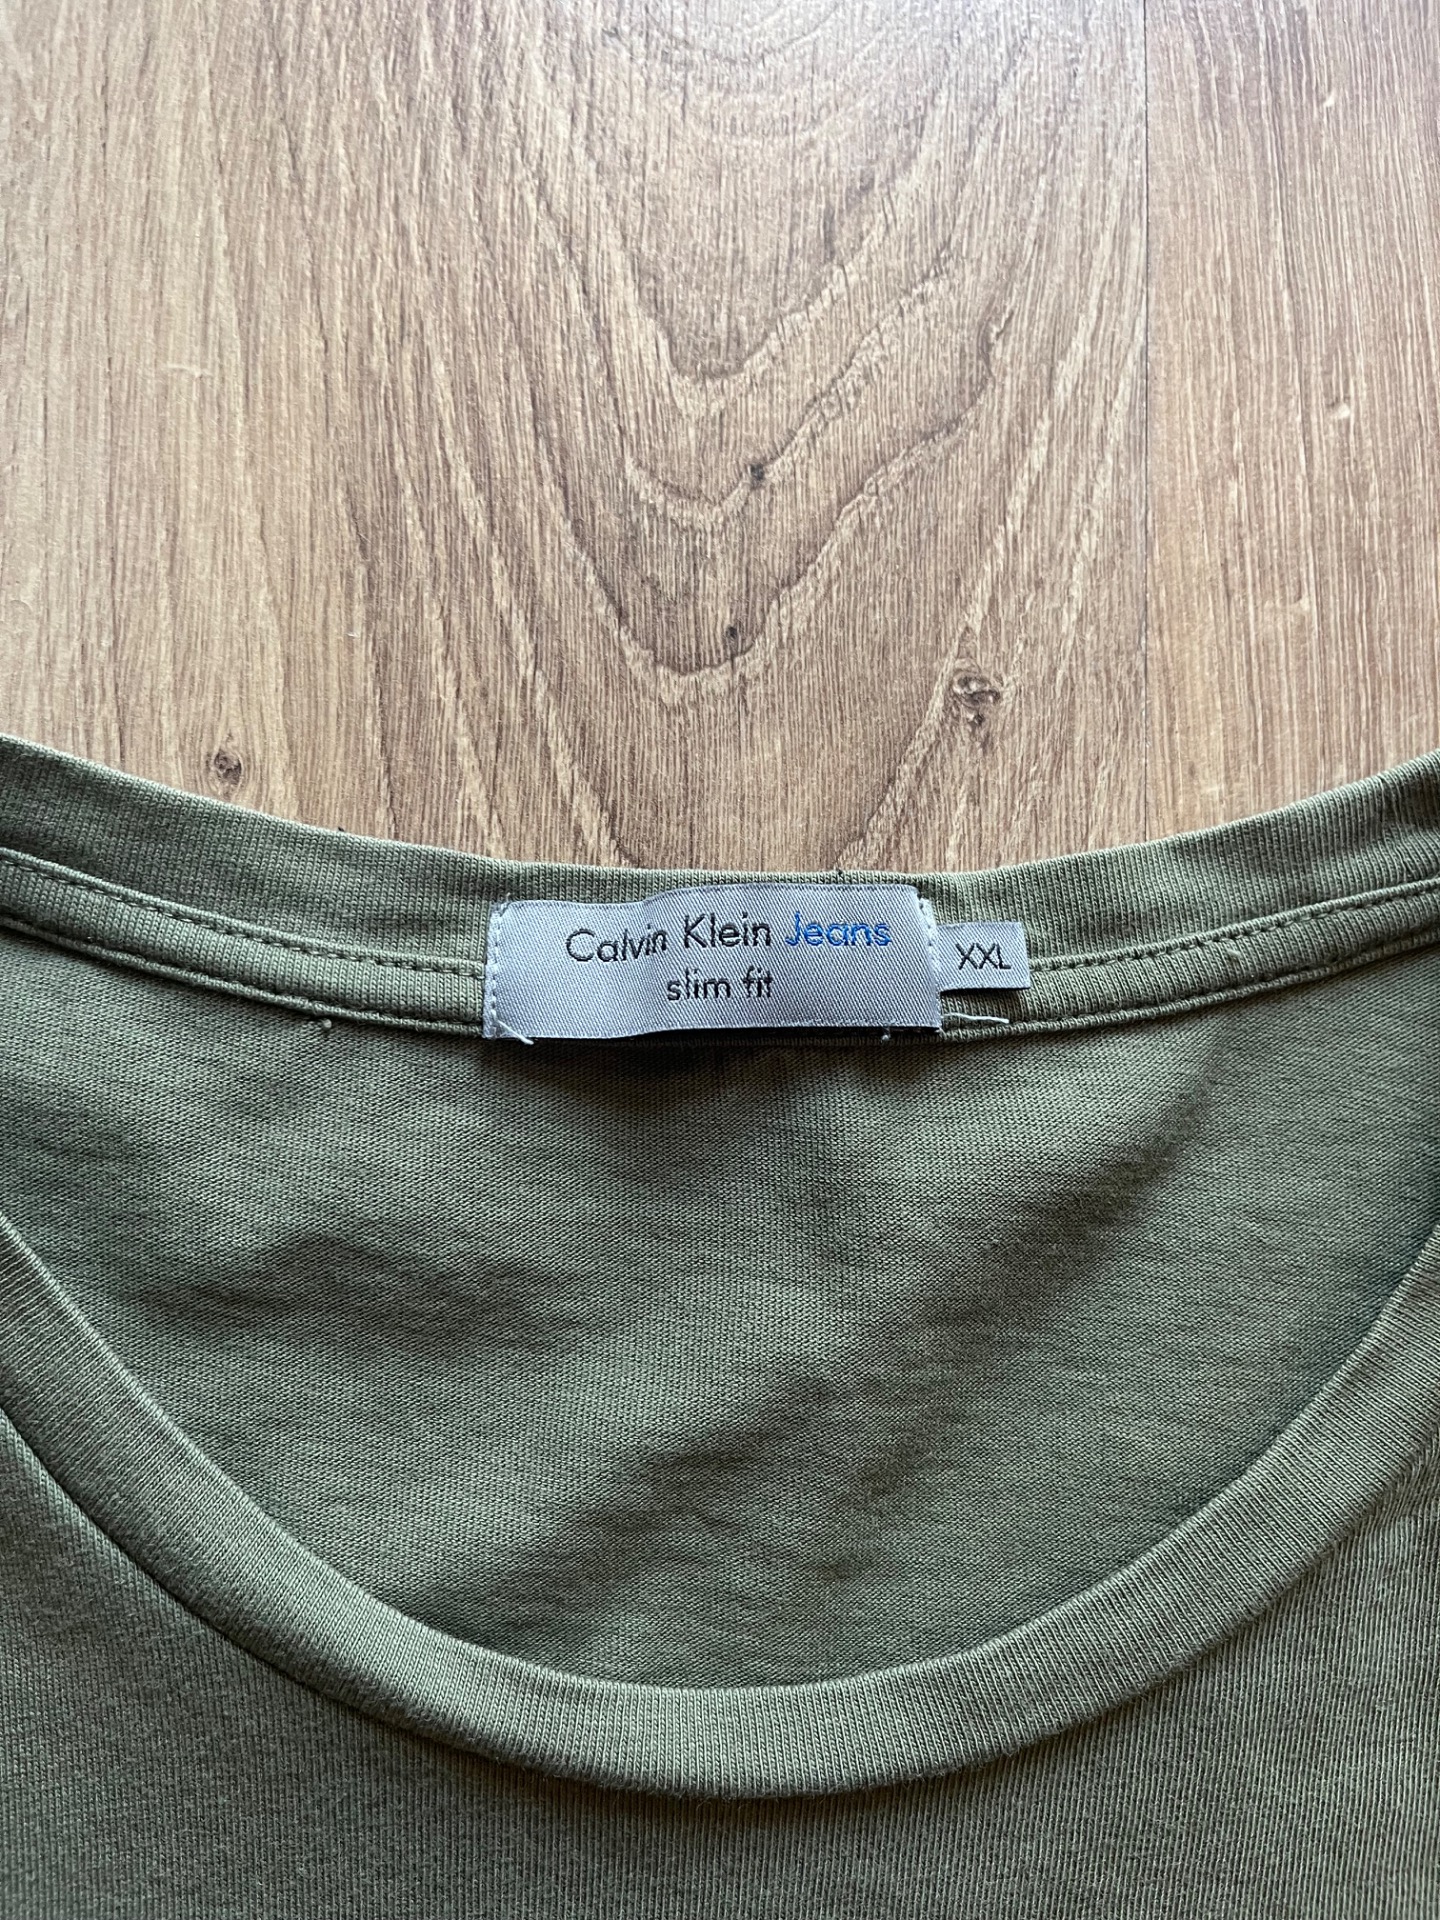 Calvin Klein Jeans
slim fit
XXL